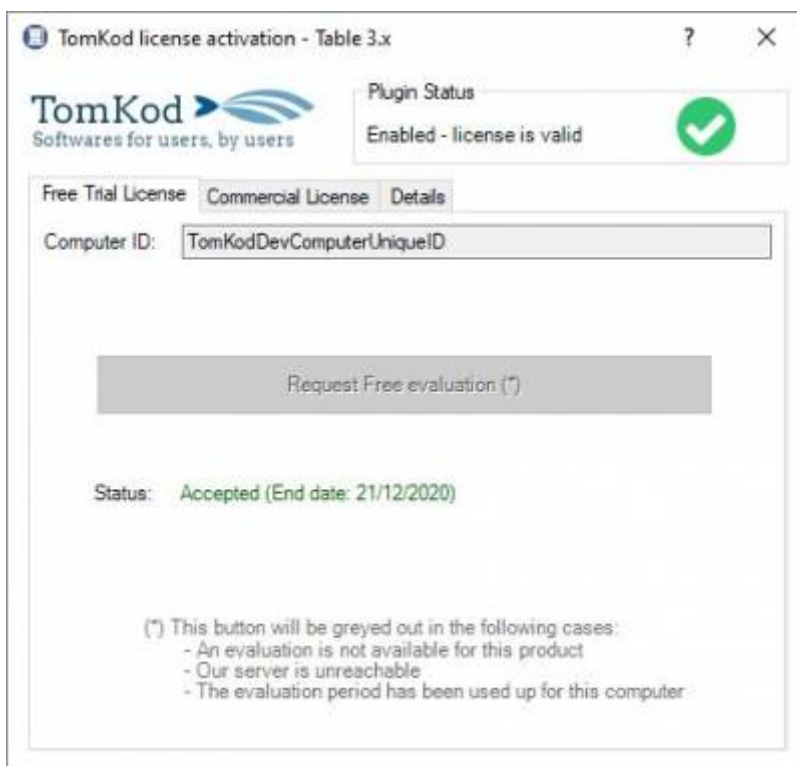 TomKod license activation - Table 3.x
?
TomKod
Softwares for users, by users
Plugin Status
Enabled - license is valid
Free Trial License
Commercial License
Details
Computer ID:
TomKodDevComputerUniqueID
Request Free evaluation (*)
Status: Accepted (End date: 21/12/2020)
(*) This button will be greyed out in the following cases:
- An evaluation is not available for this product
- Our server is unreachable
- The evaluation period has been used up for this computer